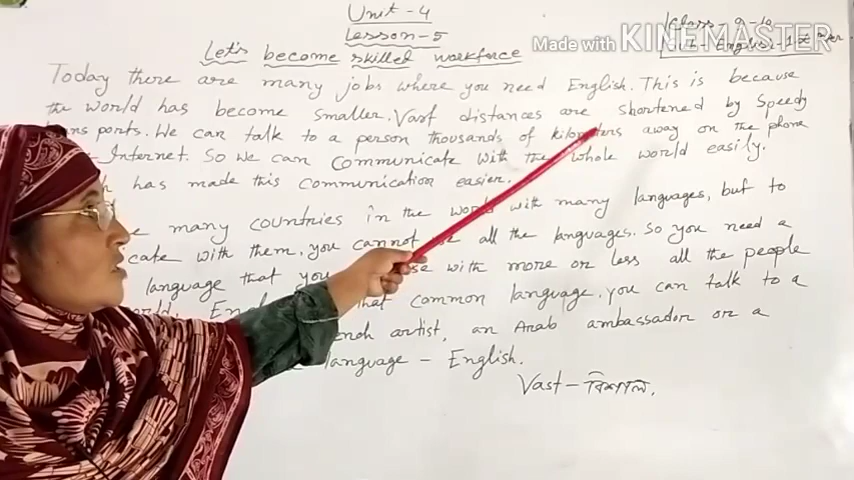 Unit - 4
Lesson - 5
Class - 9-10
Made with KINEMASTER
English - 1st
Let's become skilled workforce
Today there are many jobs where you need English. This is because
the world has become smaller. Vast distances are shortened by speedy
ports. We can talk to a person thousands of kilometers away on the phone
Internet. So we can communicate with the whole world easily.
has made this communication easier.
many countries in the world with many languages, but to
cate with them, you cannot all the languages. So you need a
language that you with more or less all the people
that common language. you can talk to a
artist, an Arab ambassador or a
language - English.
Vast - বিশাল.